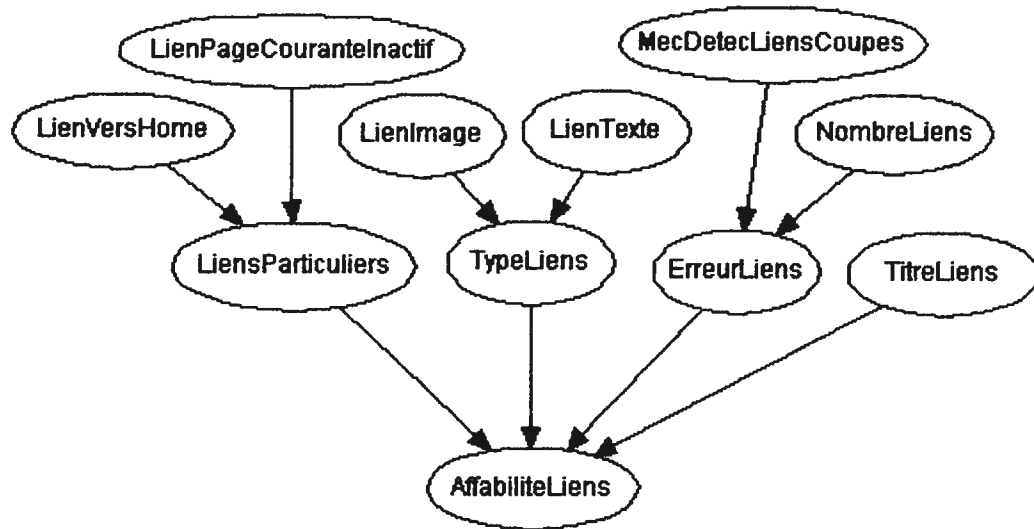 LienPageCouranteInactif
MecDetecLiensCoupes
LienVersHome
LienImage
LienTexte
NombreLiens
LiensParticuliers
TypeLiens
ErreurLiens
TitreLiens
AffabiliteLiens